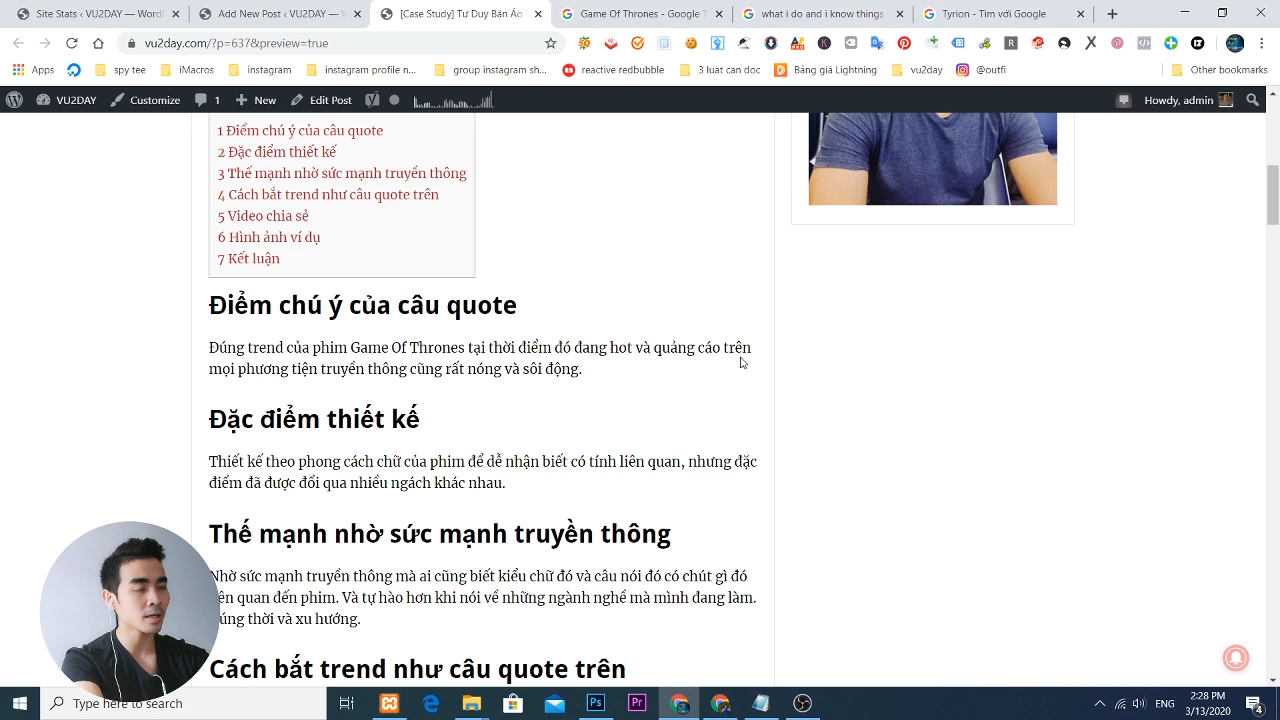 Site Stats ‹ VU2DAY — WordPr
Add New Post ‹ VU2DAY — W
[Case Study] Tư Duy Bán Áo
Game Of Thrones - Google T
what i do and i know things
Tyrion - Tìm với Google
vu2day.com/?p=637&preview=true
Apps
spy tee
iMacros
instagram
instagram profile n...
group instagram sh...
reactive redbubble
3 luat can doc
Bảng giá Lightning
vu2day
@outfi
Other bookmarks
VU2DAY
Customize
1
New
Edit Post
Howdy, admin
1 Điểm chú ý của câu quote
2 Đặc điểm thiết kế
3 Thế mạnh nhờ sức mạnh truyền thông
4 Cách bắt trend như câu quote trên
5 Video chia sẻ
6 Hình ảnh ví dụ
7 Kết luận
Điểm chú ý của câu quote
Đúng trend của phim Game Of Thrones tại thời điểm đó đang hot và quảng cáo trên
mọi phương tiện truyền thông cũng rất nóng và sôi động.
Đặc điểm thiết kế
Thiết kế theo phong cách chữ của phim để dễ nhận biết có tính liên quan, nhưng đặc
điểm đã được đổi qua nhiều ngách khác nhau.
Thế mạnh nhờ sức mạnh truyền thông
Nhờ sức mạnh truyền thông mà ai cũng biết kiểu chữ đó và câu nói đó có chút gì đó
quan đến phim. Và tự hào hơn khi nói về những ngành nghề mà mình đang làm.
thời và xu hướng.
Cách bắt trend như câu quote trên
Type here to search
ENG
2:28 PM
3/13/2020